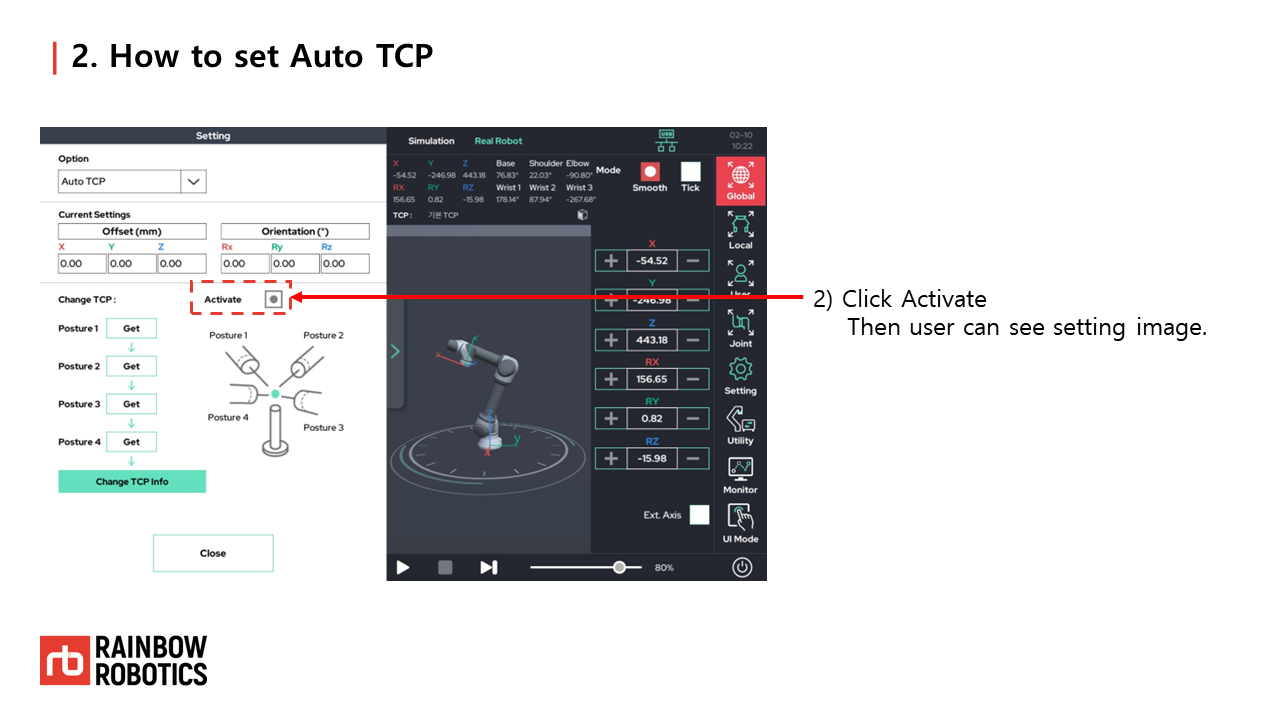 2. How to set Auto TCP
Setting
Option
Auto TCP
Current Settings
Offset (mm)
Orientation (°)
X Y Z
Rx Ry Rz
0.00 0.00 0.00
0.00 0.00 0.00
Change TCP :
Activate
Posture 1 Get
Posture 2 Get
Posture 3 Get
Posture 4 Get
Change TCP Info
Posture 1
Posture 2
Posture 4
Posture 3
Close
Simulation Real Robot
USB
02-10
10:22
X Y Z Base Shoulder Elbow
-54.52 -246.98 443.18 76.83° 22.03° -90.80°
RX RY RZ Wrist 1 Wrist 2 Wrist 3
156.65 0.82 -15.98 178.14° 87.94° -267.68°
TCP : 기본 TCP
Mode
Smooth
Tick
X
-54.52
Y
-246.98
Z
443.18
RX
156.65
RY
0.82
RZ
-15.98
Ext. Axis
x
z
y
x
Global
Local
User
Joint
Setting
Utility
Monitor
UI Mode
80%
2) Click Activate
Then user can see setting image.
rb
RAINBOW
ROBOTICS